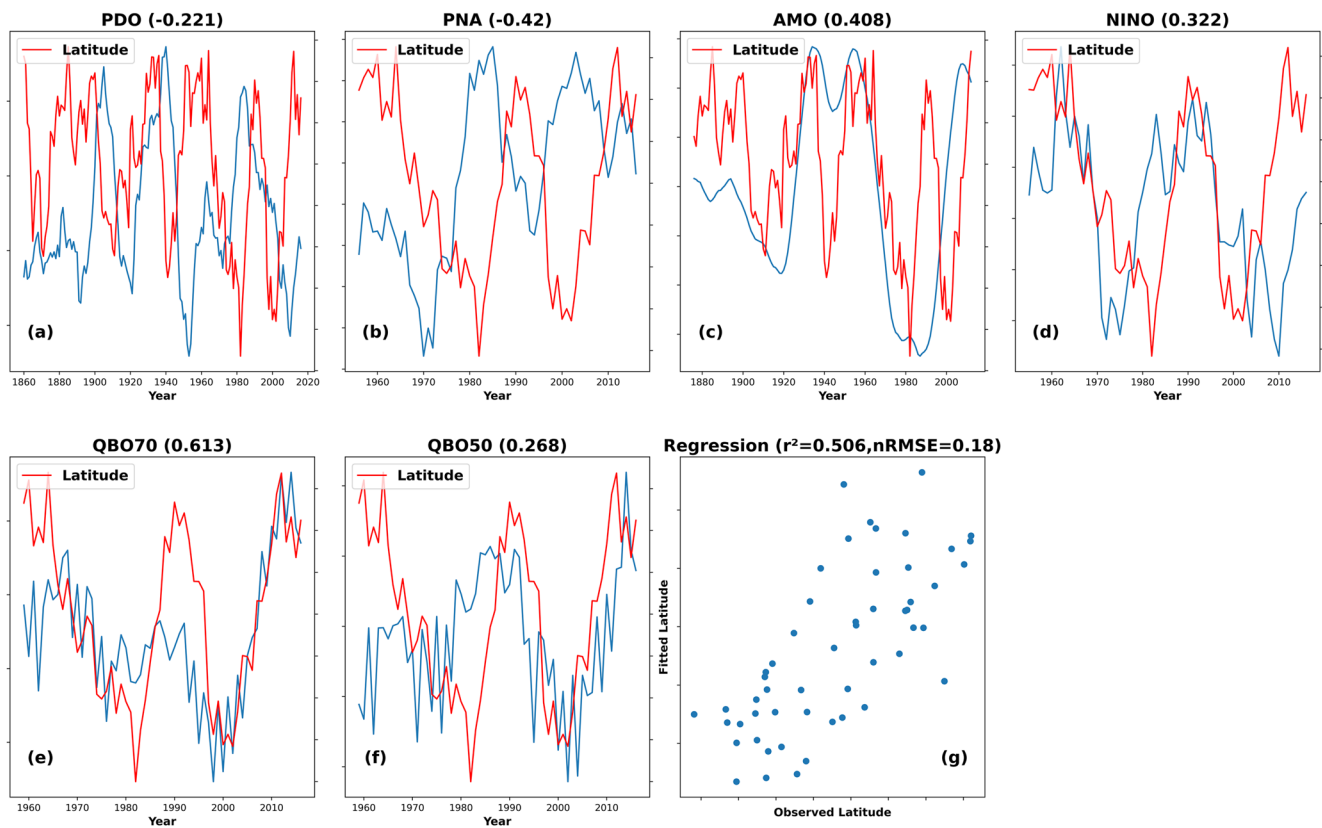 PDO (-0.221)
Latitude
(a)
1860 1880 1900 1920 1940 1960 1980 2000 2020
Year
PNA (-0.42)
Latitude
(b)
1960 1970 1980 1990 2000 2010
Year
AMO (0.408)
Latitude
(c)
1880 1900 1920 1940 1960 1980 2000
Year
NINO (0.322)
Latitude
(d)
1960 1970 1980 1990 2000 2010
Year
QBO70 (0.613)
Latitude
(e)
1960 1970 1980 1990 2000 2010
Year
QBO50 (0.268)
Latitude
(f)
1960 1970 1980 1990 2000 2010
Year
Regression (r²=0.506,nRMSE=0.18)
Fitted Latitude
(g)
Observed Latitude